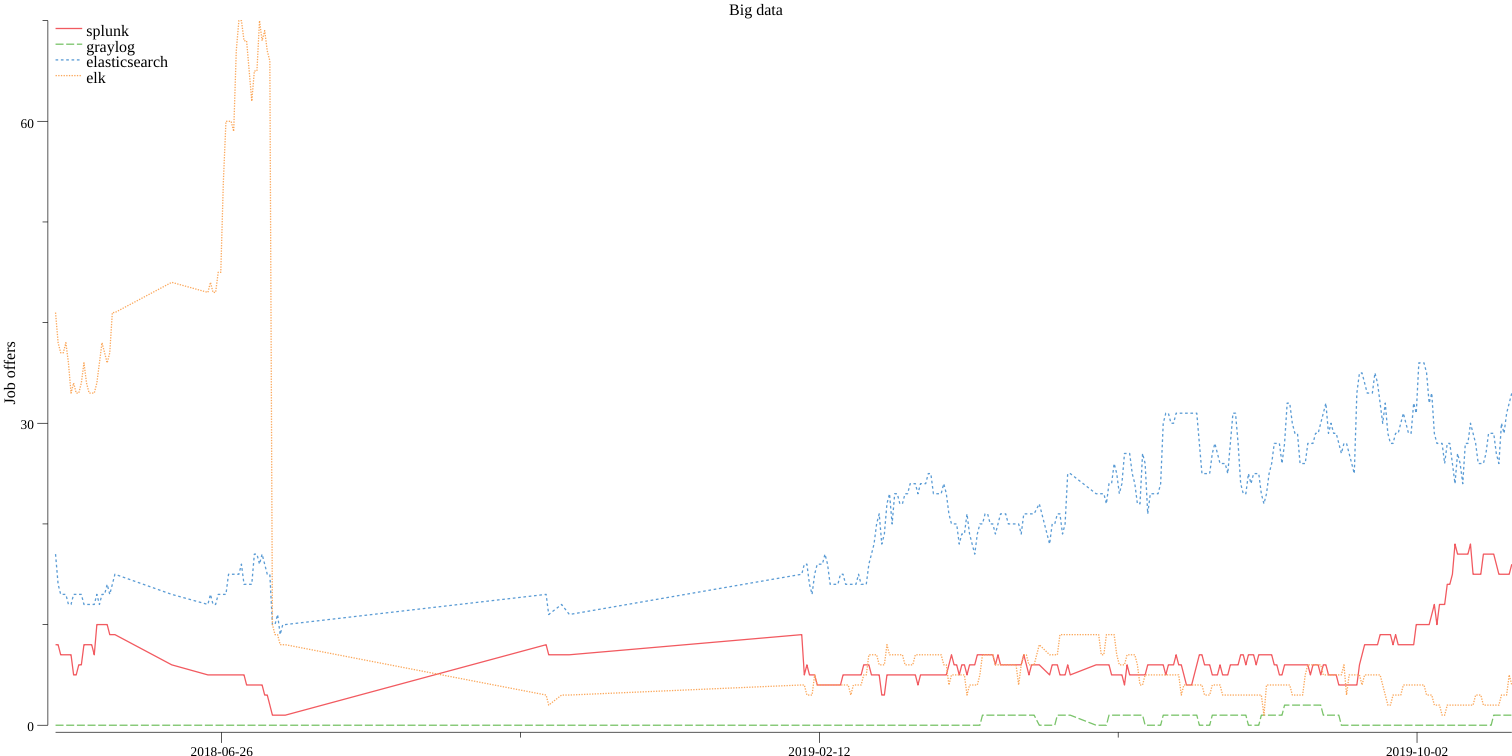 Big data
splunk
graylog
elasticsearch
elk
60
30
0
Job offers
2018-06-26
2019-02-12
2019-10-02